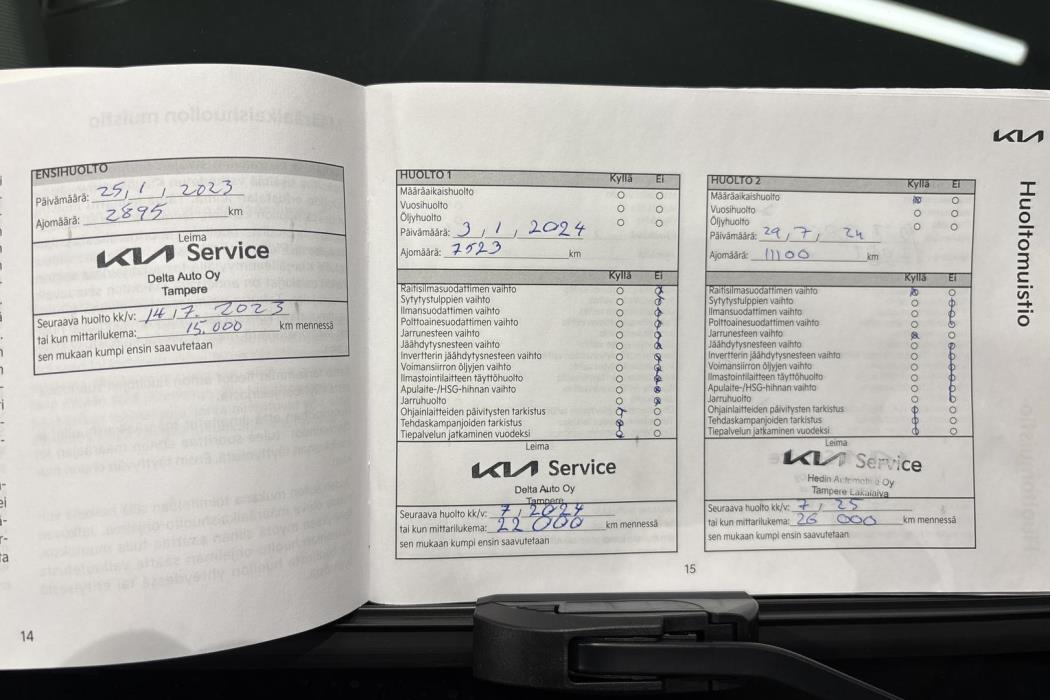 ENSIHUOLTO
Päivämäärä: 25, 1, 2023
Ajomäärä: 2895 km
Leima
KIA Service
Delta Auto Oy
Tampere
Seuraava huolto kk/v: 14.7. 2023
tai kun mittarilukema: 15.000 km mennessä
sen mukaan kumpi ensin saavutetaan
14
HUOLTO 1 Kyllä Ei
Määräaikaishuolto
Vuosihuolto
Öljyhuolto
Päivämäärä: 3, 1, 2024
Ajomäärä: 7523 km
Kyllä Ei
Raitisilmasuodattimen vaihto
Sytytystulppien vaihto
Ilmansuodattimen vaihto
Polttoainesuodattimen vaihto
Jarrunesteen vaihto
Jäähdytysnesteen vaihto
Invertterin jäähdytysnesteen vaihto
Voimansiirron öljyjen vaihto
Ilmastointilaitteen täyttöhuolto
Apulaite-/HSG-hihnan vaihto
Jarruhuolto
Ohjainlaitteiden päivitysten tarkistus
Tehdaskampanjoiden tarkistus
Tiepalvelun jatkaminen vuodeksi
Leima
KIA Service
Delta Auto Oy
Tampere
Seuraava huolto kk/v: 7, 2024
tai kun mittarilukema: 22 000 km mennessä
sen mukaan kumpi ensin saavutetaan
15
KIA
Huoltomuistio
HUOLTO 2 Kyllä Ei
Määräaikaishuolto
Vuosihuolto
Öljyhuolto
Päivämäärä: 29, 7, 24
Ajomäärä: 11100 km
Kyllä Ei
Raitisilmasuodattimen vaihto
Sytytystulppien vaihto
Ilmansuodattimen vaihto
Polttoainesuodattimen vaihto
Jarrunesteen vaihto
Jäähdytysnesteen vaihto
Invertterin jäähdytysnesteen vaihto
Voimansiirron öljyjen vaihto
Ilmastointilaitteen täyttöhuolto
Apulaite-/HSG-hihnan vaihto
Jarruhuolto
Ohjainlaitteiden päivitysten tarkistus
Tehdaskampanjoiden tarkistus
Tiepalvelun jatkaminen vuodeksi
Leima
KIA Service
Hedin Automotive Oy
Tampere Lakalaiva
Seuraava huolto kk/v: 7, 25
tai kun mittarilukema: 26 000 km mennessä
sen mukaan kumpi ensin saavutetaan